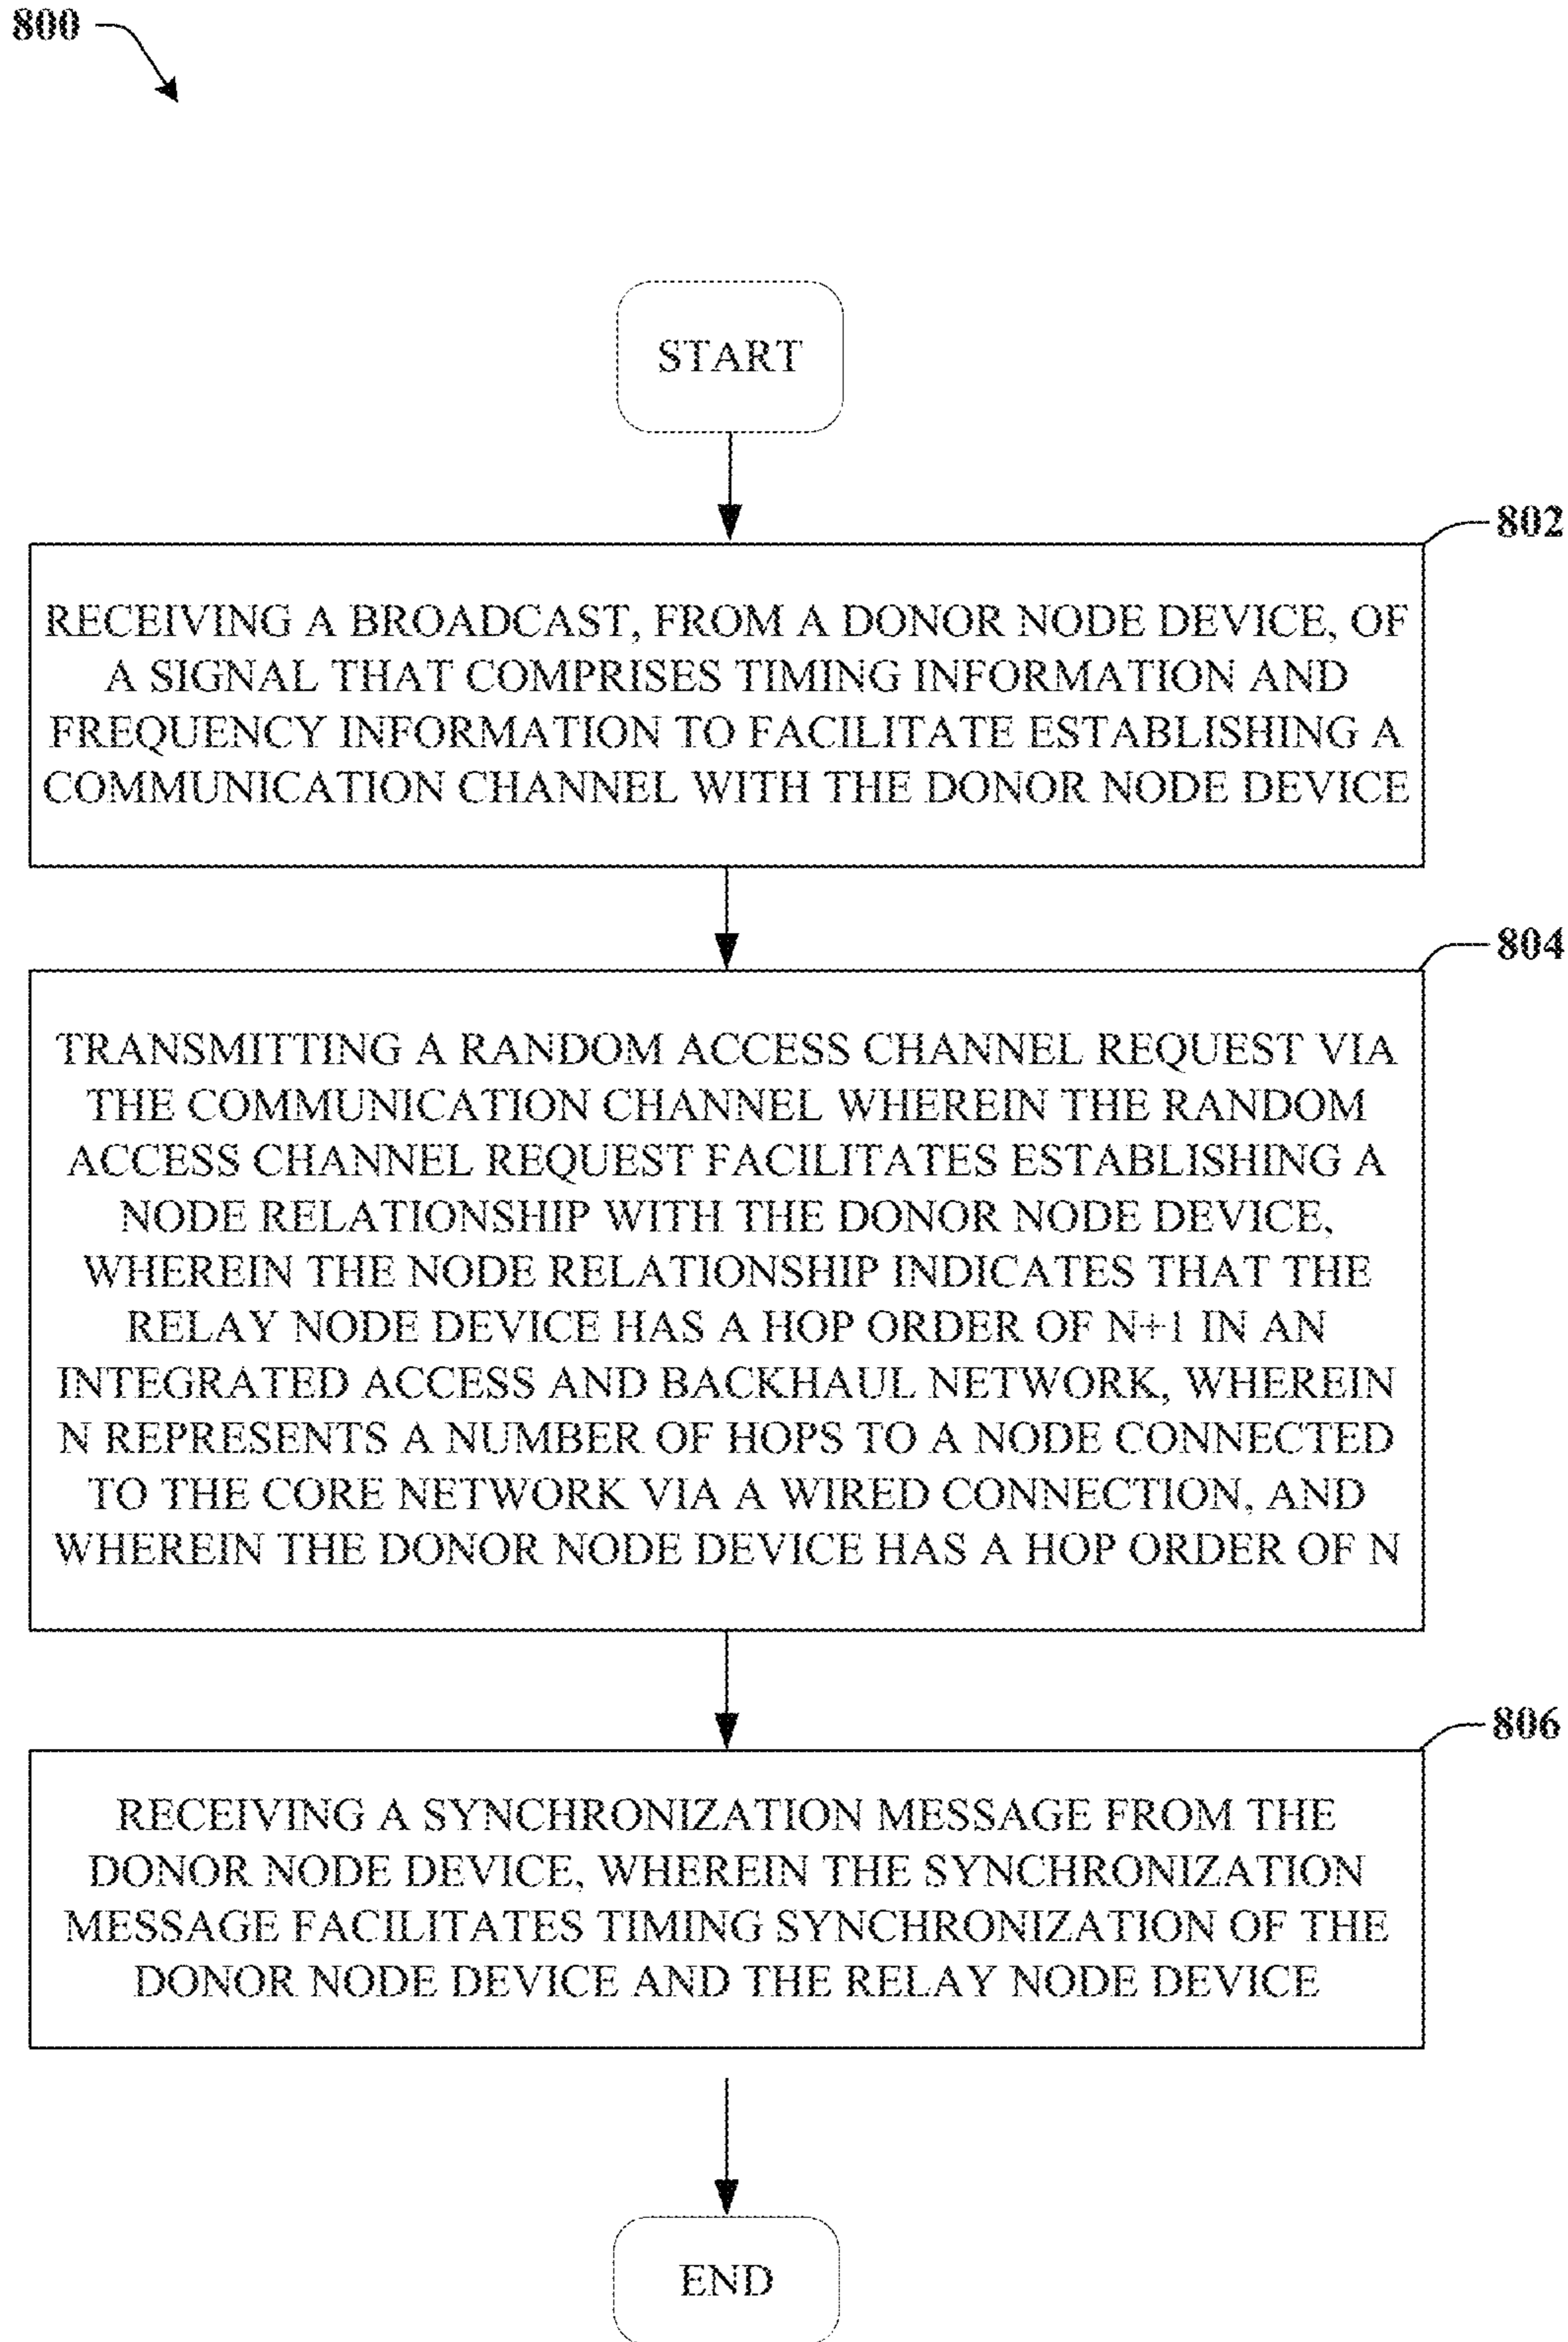 800
START
802
RECEIVING A BROADCAST, FROM A DONOR NODE DEVICE, OF
A SIGNAL THAT COMPRISES TIMING INFORMATION AND
FREQUENCY INFORMATION TO FACILITATE ESTABLISHING A
COMMUNICATION CHANNEL WITH THE DONOR NODE DEVICE
804
TRANSMITTING A RANDOM ACCESS CHANNEL REQUEST VIA
THE COMMUNICATION CHANNEL WHEREIN THE RANDOM
ACCESS CHANNEL REQUEST FACILITATES ESTABLISHING A
NODE RELATIONSHIP WITH THE DONOR NODE DEVICE,
WHEREIN THE NODE RELATIONSHIP INDICATES THAT THE
RELAY NODE DEVICE HAS A HOP ORDER OF N+1 IN AN
INTEGRATED ACCESS AND BACKHAUL NETWORK, WHEREIN
N REPRESENTS A NUMBER OF HOPS TO A NODE CONNECTED
TO THE CORE NETWORK VIA A WIRED CONNECTION, AND
WHEREIN THE DONOR NODE DEVICE HAS A HOP ORDER OF N
806
RECEIVING A SYNCHRONIZATION MESSAGE FROM THE
DONOR NODE DEVICE, WHEREIN THE SYNCHRONIZATION
MESSAGE FACILITATES TIMING SYNCHRONIZATION OF THE
DONOR NODE DEVICE AND THE RELAY NODE DEVICE
END